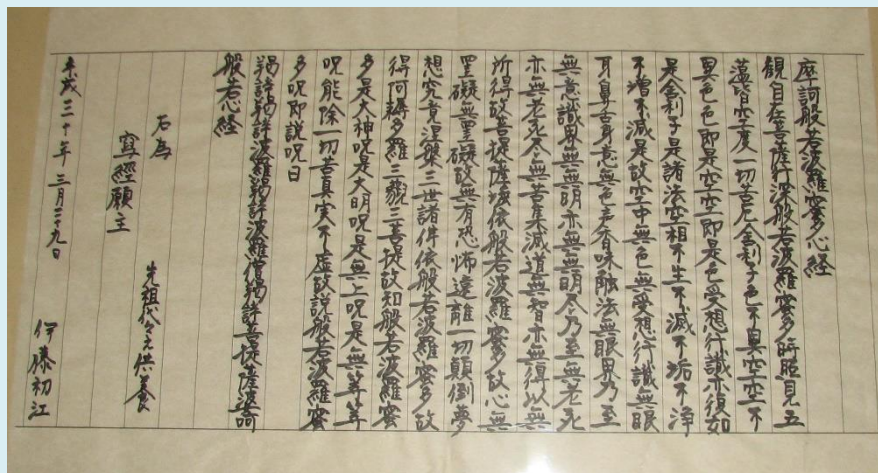 摩訶般若波羅蜜多心経
観自在菩薩行深般若波羅蜜多時照見五
蘊皆空度一切苦厄舎利子色不異空空不
異色色即是空空即是色受想行識亦復如
是舎利子是諸法空相不生不滅不垢不浄
不増不減是故空中無色無受想行識無眼
耳鼻舌身意無色声香味触法無眼界乃至
無意識界無無明亦無無明尽乃至無老死
亦無老死尽無苦集滅道無智亦無得以無
所得故菩提薩埵依般若波羅蜜多故心無
罣礙無罣礙故無有恐怖遠離一切顛倒夢
想究竟涅槃三世諸佛依般若波羅蜜多故
得阿耨多羅三藐三菩提故知般若波羅蜜
多是大神呪是大明呪是無上呪是無等等
呪能除一切苦真実不虚故説般若波羅蜜
多呪即説呪曰
羯諦羯諦波羅羯諦波羅僧羯諦菩提薩婆訶
般若心経
右為 先祖代々之供養
寫經願主
平成三十年 三月二十九日 伊藤初江